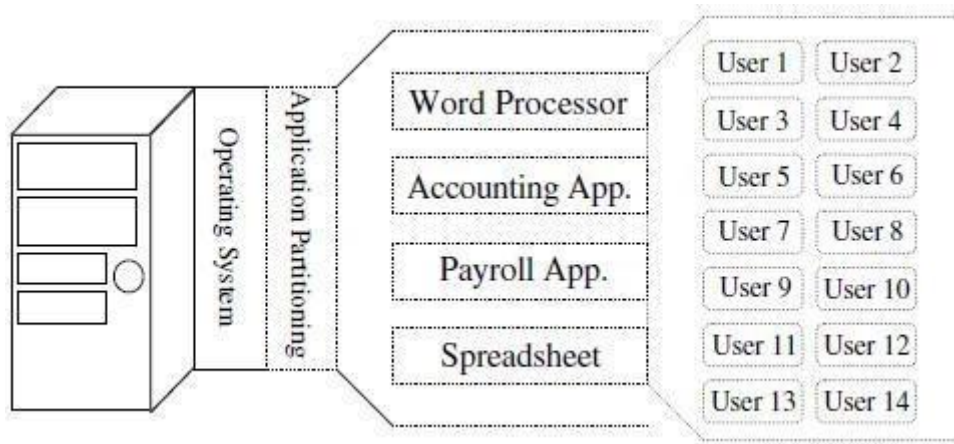 Operating System
Application Partitioning
Word Processor
Accounting App.
Payroll App.
Spreadsheet
User 1 User 2
User 3 User 4
User 5 User 6
User 7 User 8
User 9 User 10
User 11 User 12
User 13 User 14